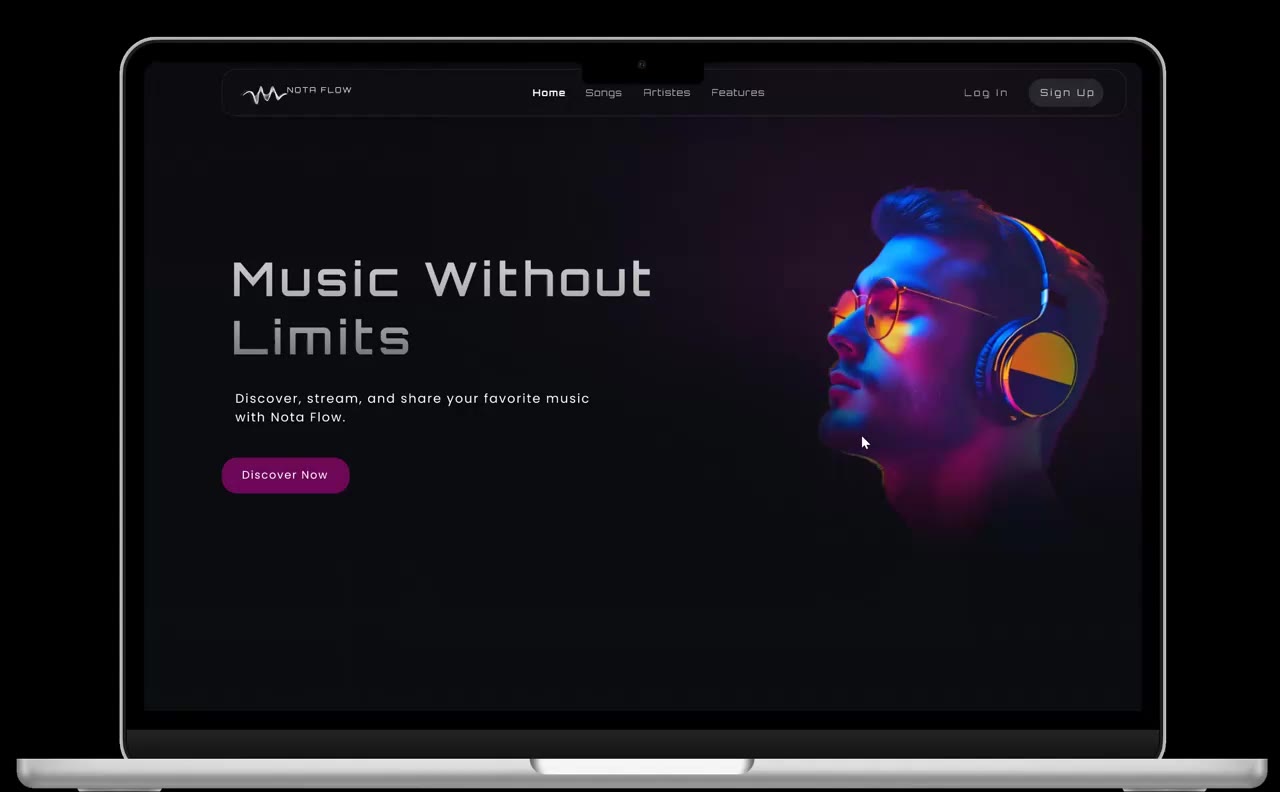 NOTA FLOW
Home Songs Artistes Features
Log In Sign Up
Music Without
Limits
Discover, stream, and share your favorite music
with Nota Flow.
Discover Now